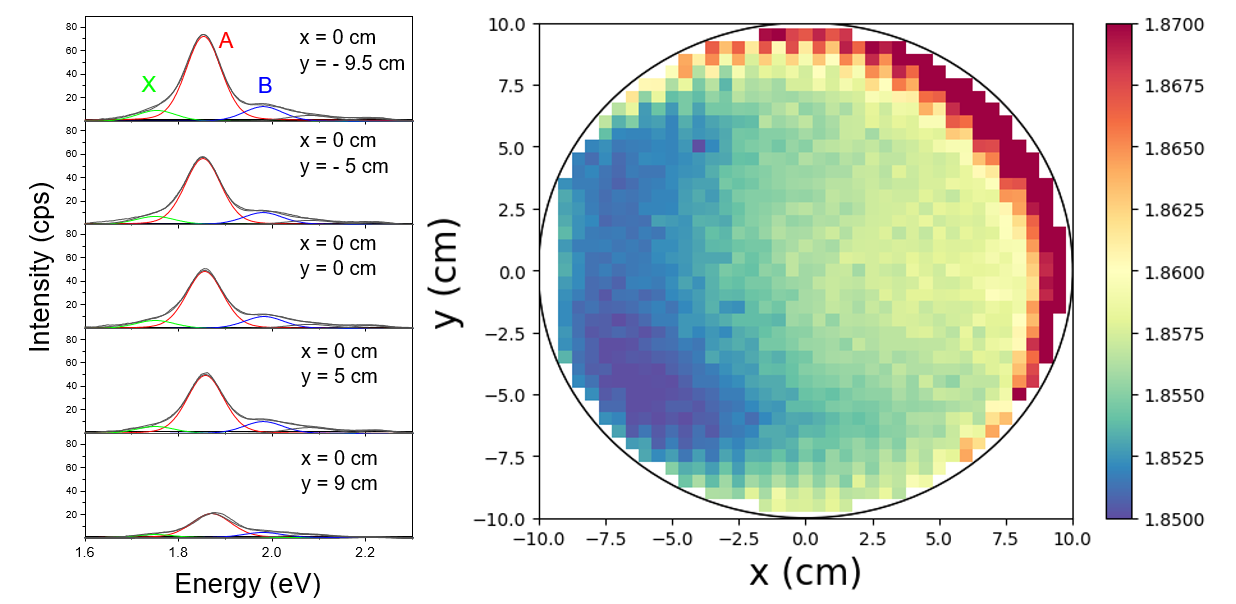 Intensity (cps)
80
60
40
20
X
A
B
x = 0 cm
y = - 9.5 cm
80
60
40
20
x = 0 cm
y = - 5 cm
80
60
40
20
x = 0 cm
y = 0 cm
80
60
40
20
x = 0 cm
y = 5 cm
80
60
40
20
x = 0 cm
y = 9 cm
1.6 1.8 2.0 2.2
Energy (eV)
y (cm)
10.0
7.5
5.0
2.5
0.0
−2.5
−5.0
−7.5
−10.0
−10.0 −7.5 −5.0 −2.5 0.0 2.5 5.0 7.5 10.0
x (cm)
1.8700
1.8675
1.8650
1.8625
1.8600
1.8575
1.8550
1.8525
1.8500